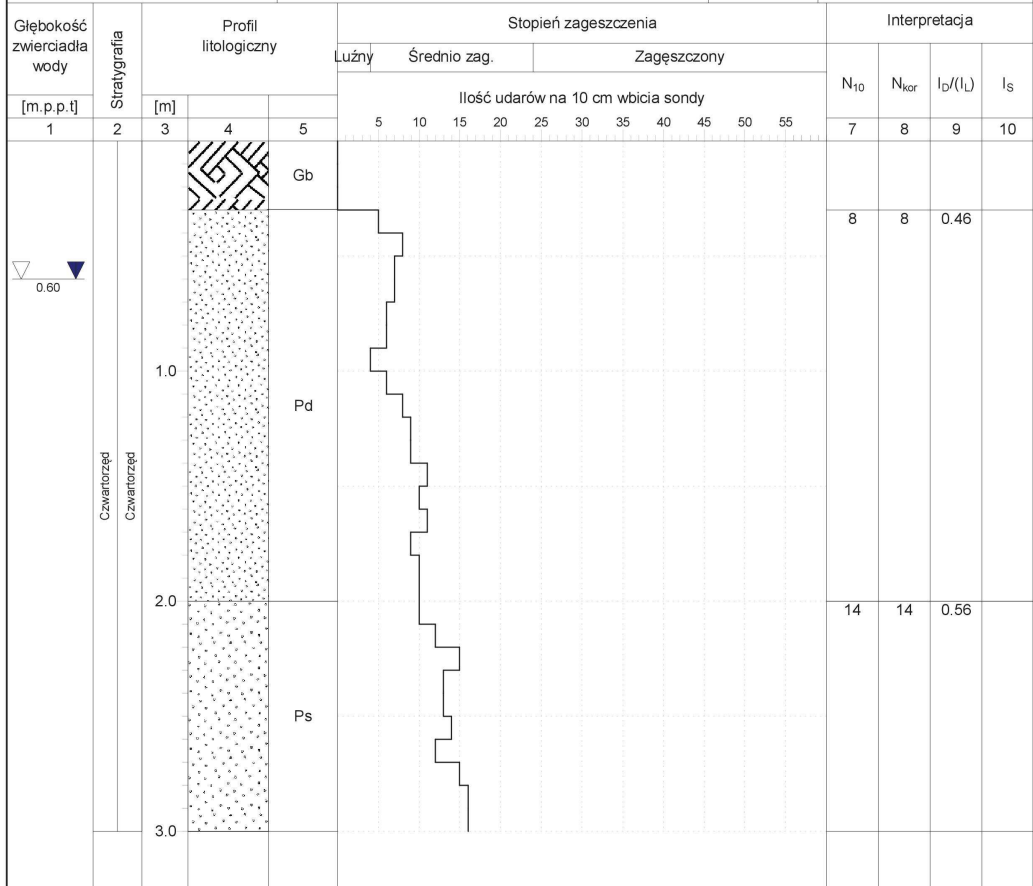 Głębokość
zwierciadła
wody
[m.p.p.t]
1
Stratygrafia
2
Profil
litologiczny
[m]
3
4
5
Stopień zagęszczenia
Luźny
Średnio zag.
Zagęszczony
Ilość udarów na 10 cm wbicia sondy
5 10 15 20 25 30 35 40 45 50 55
Interpretacja
N10
Nkor
ID/(IL)
IS
7
8
9
10
Gb
8 8 0.46
0.60
1.0
Pd
Czwartorzęd
Czwartorzęd
2.0
14 14 0.56
Ps
3.0